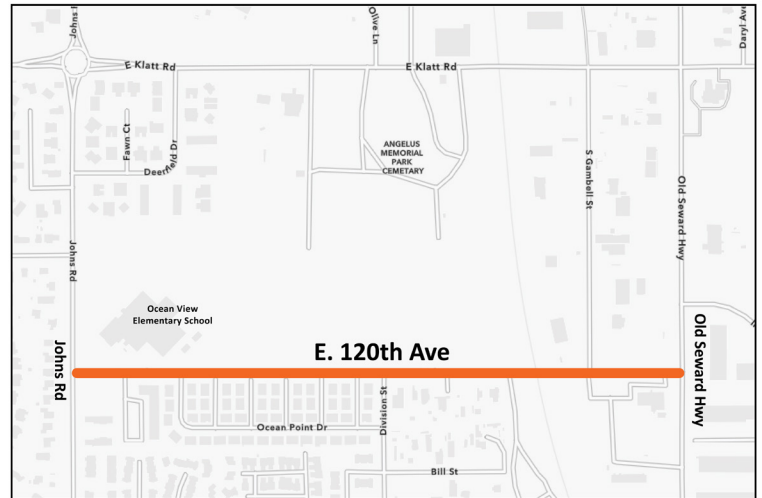 Johns
Olive Ln
Daryl Ave
E Klatt Rd
E Klatt Rd
Fawn Ct
Deerfield Dr
ANGELUS
MEMORIAL
PARK
CEMETARY
S Gambell St
Old Seward Hwy
Johns Rd
Ocean View
Elementary School
Johns Rd
E. 120th Ave
Old Seward Hwy
Division St
Ocean Point Dr
Bill St